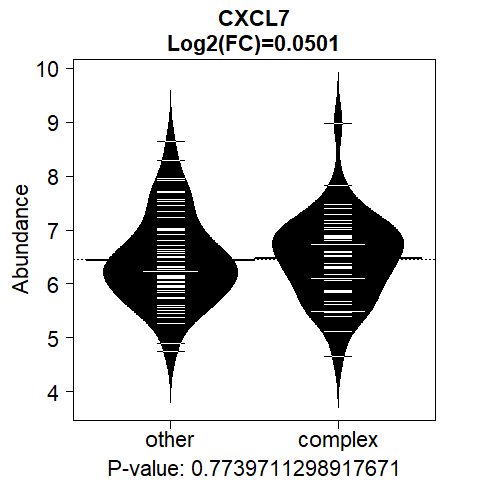 CXCL7
Log2(FC)=0.0501
Abundance
10
9
8
7
6
5
4
other complex
P-value: 0.7739711298917671